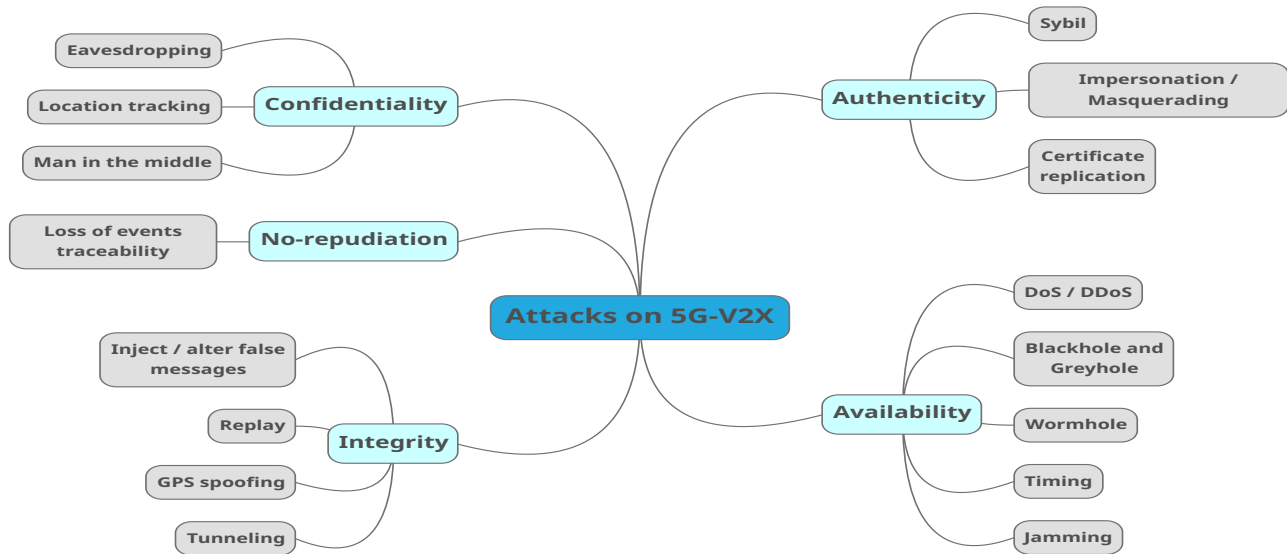 Attacks on 5G-V2X
Confidentiality
Eavesdropping
Location tracking
Man in the middle
No-repudiation
Loss of events
traceability
Integrity
Inject / alter false
messages
Replay
GPS spoofing
Tunneling
Authenticity
Sybil
Impersonation /
Masquerading
Certificate
replication
Availability
DoS / DDoS
Blackhole and
Greyhole
Wormhole
Timing
Jamming